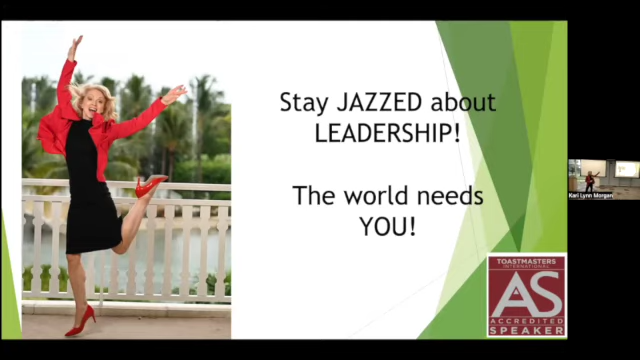 Stay JAZZED about
LEADERSHIP!
The world needs
YOU!
TOASTMASTERS
INTERNATIONAL
AS
ACCREDITED
SPEAKER
Kari Lynn Morgan